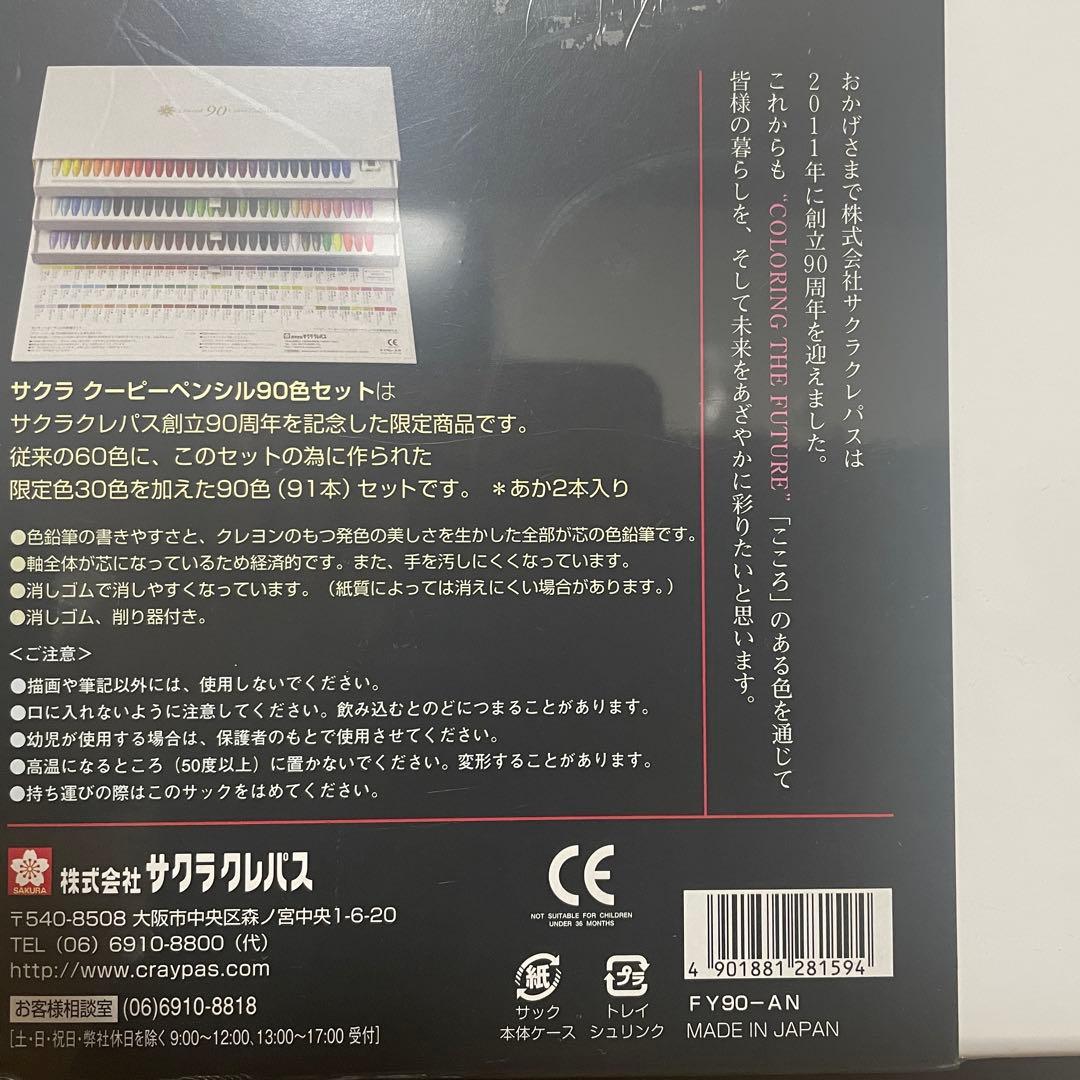 おかげさまで株式会社サクラクレパスは
2011年に創立90周年を迎えました。
これからも “COLORING THE FUTURE” 「こころ」のある色を通じて
皆様の暮らしを、そして未来をあざやかに彩りたいと思います。
90
サクラクレパス
CE
FY90-AN
サクラ クーピーペンシル90色セットは
サクラクレパス創立90周年を記念した限定商品です。
従来の60色に、このセットの為に作られた
限定色30色を加えた90色（91本）セットです。 ＊あか2本入り
●色鉛筆の書きやすさと、クレヨンのもつ発色の美しさを生かした全部が芯の色鉛筆です。
●軸全体が芯になっているため経済的です。また、手を汚しにくくなっています。
●消しゴムで消しやすくなっています。（紙質によっては消えにくい場合があります。）
●消しゴム、削り器付き。
＜ご注意＞
●描画や筆記以外には、使用しないでください。
●口に入れないように注意してください。飲み込むとのどにつまることがあります。
●幼児が使用する場合は、保護者のもとで使用させてください。
●高温になるところ（50度以上）に置かないでください。変形することがあります。
●持ち運びの際はこのサックをはめてください。
SAKURA
株式会社サクラクレパス
〒540-8508 大阪市中央区森ノ宮中央1-6-20
TEL（06）6910-8800（代）
http://www.craypas.com
お客様相談室 (06)6910-8818
[土・日・祝日・弊社休日を除く 9:00～12:00、13:00～17:00 受付]
CE
NOT SUITABLE FOR CHILDREN
UNDER 36 MONTHS
紙
サック
本体ケース
プラ
トレイ
シュリンク
4 901881 281594
FY90-AN
MADE IN JAPAN